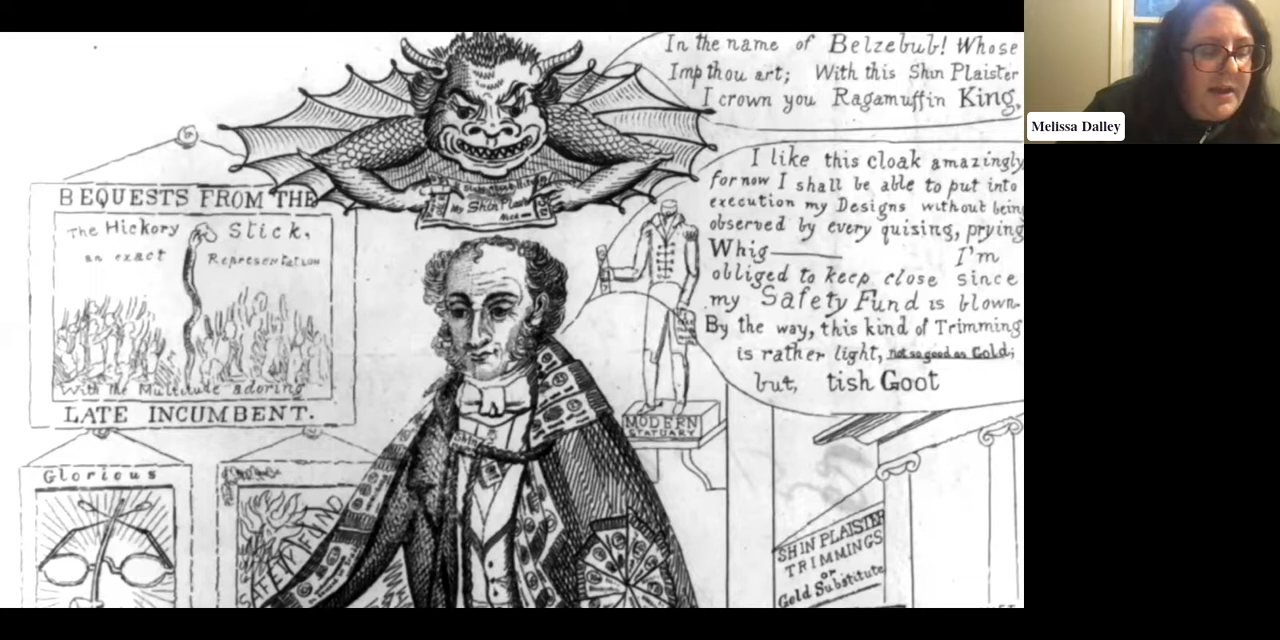 In the name of Belzebub! Whose
Imp thou art; With this Shin Plaister
I crown you Ragamuffin King,
I like this cloak amazingly
for now I shall be able to put into
execution my Designs without being
observed by every quising, prying
Whig I'm
obliged to keep close since
my Safety Fund is blown.
By the way, this kind of Trimming
is rather light, not so good as Gold;
but, tish Goot
BEQUESTS FROM THE
The Hickory Stick,
an exact Representation
With the Multitude adoring
LATE INCUMBENT.
Glorious
SAFETY FUND
My Shin Plaster
MODERN
STATUARY
SHIN PLAISTER
TRIMMINGS
or
Gold Substitute
Melissa Dalley